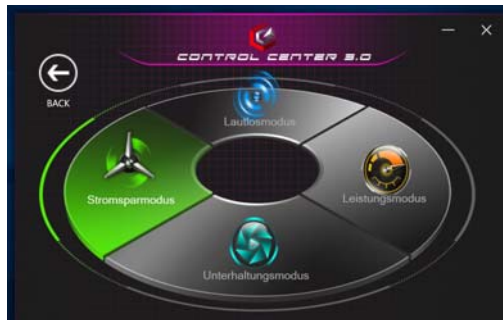 CONTROL CENTER 3.0
BACK
Lautlosmodus
Stromsparmodus
Leistungsmodus
Unterhaltungsmodus